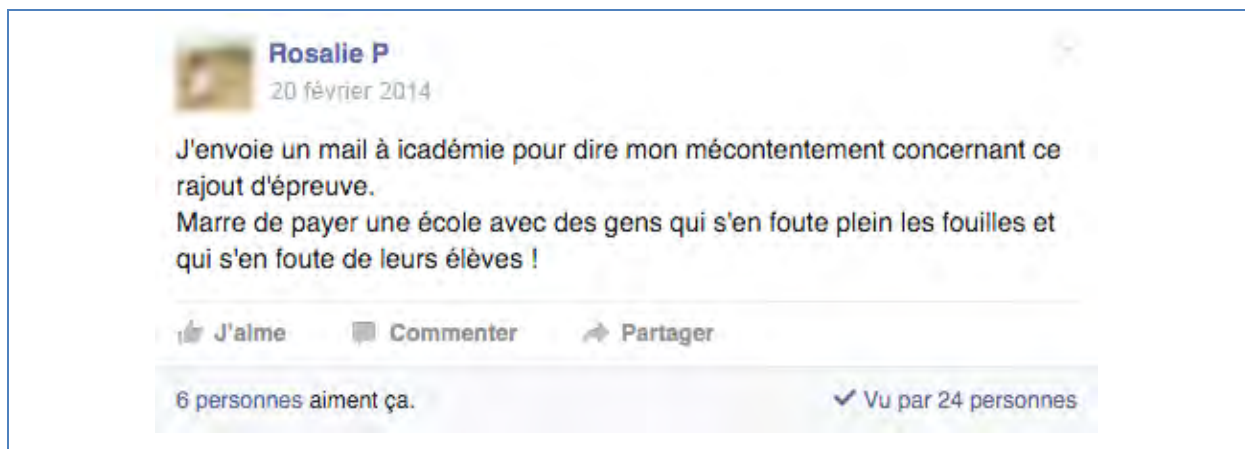 Rosalie P
20 février 2014
J'envoie un mail à icadémie pour dire mon mécontentement concernant ce
rajout d'épreuve.
Marre de payer une école avec des gens qui s'en foute plein les fouilles et
qui s'en foute de leurs élèves !
J'aime Commenter Partager
6 personnes aiment ça. Vu par 24 personnes